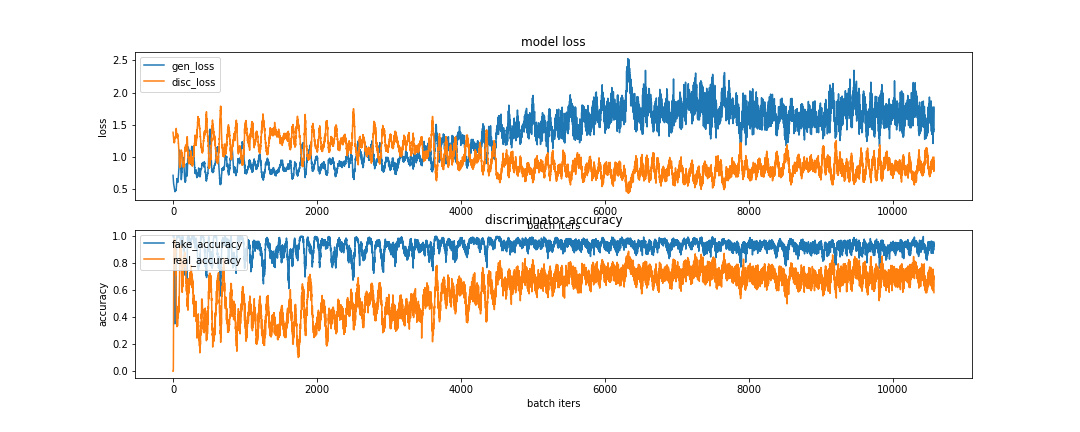 model loss
2.5
2.0
1.5
1.0
0.5
loss
gen_loss
disc_loss
0
2000
4000
6000
8000
10000
batch iters
discriminator accuracy
1.0
0.8
0.6
0.4
0.2
0.0
accuracy
fake_accuracy
real_accuracy
0
2000
4000
6000
8000
10000
batch iters